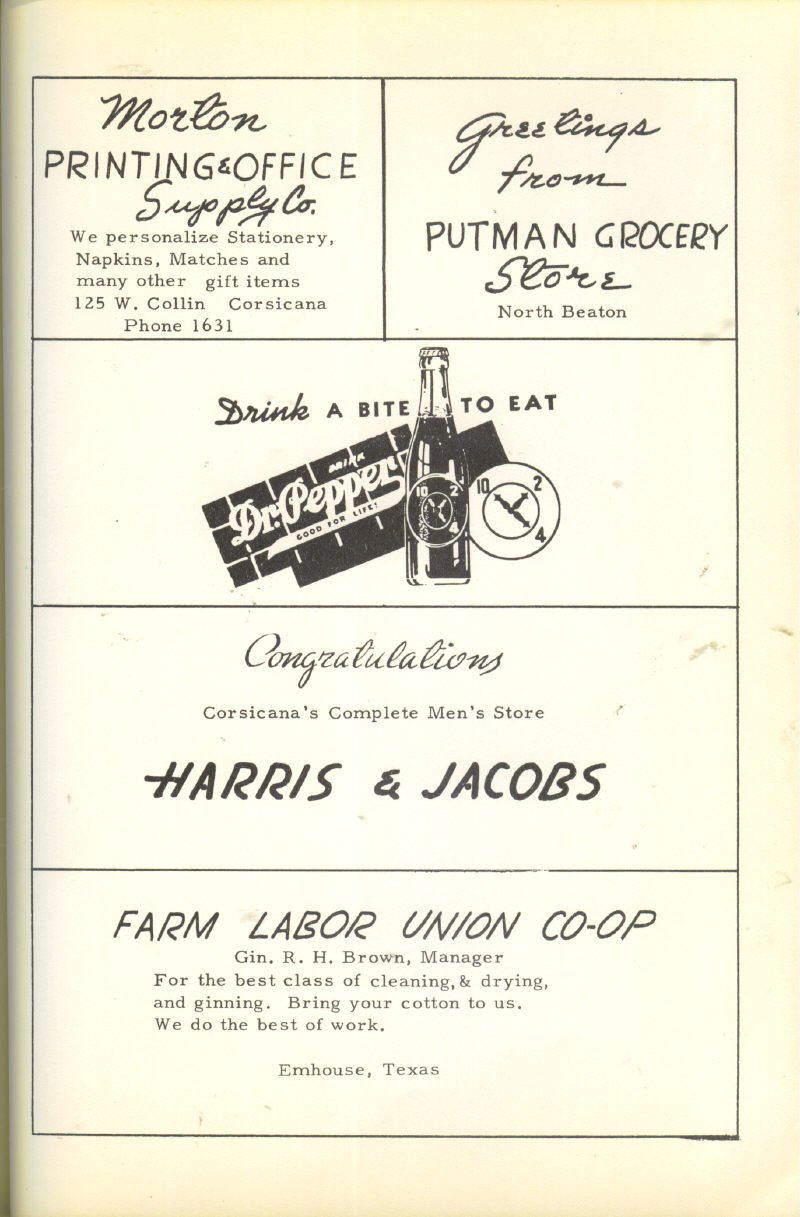 Morton
PRINTING & OFFICE
Supply Co.
We personalize Stationery,
Napkins, Matches and
many other gift items
125 W. Collin Corsicana
Phone 1631
Greetings
from
PUTMAN GROCERY
Store
North Beaton
Drink A BITE TO EAT
DRINK
Dr. Pepper
GOOD FOR LIFE!
10 2
4
10 2
4
Congratulations
Corsicana's Complete Men's Store
HARRIS & JACOBS
FARM LABOR UNION CO-OP
Gin. R. H. Brown, Manager
For the best class of cleaning,& drying,
and ginning. Bring your cotton to us.
We do the best of work.
Emhouse, Texas